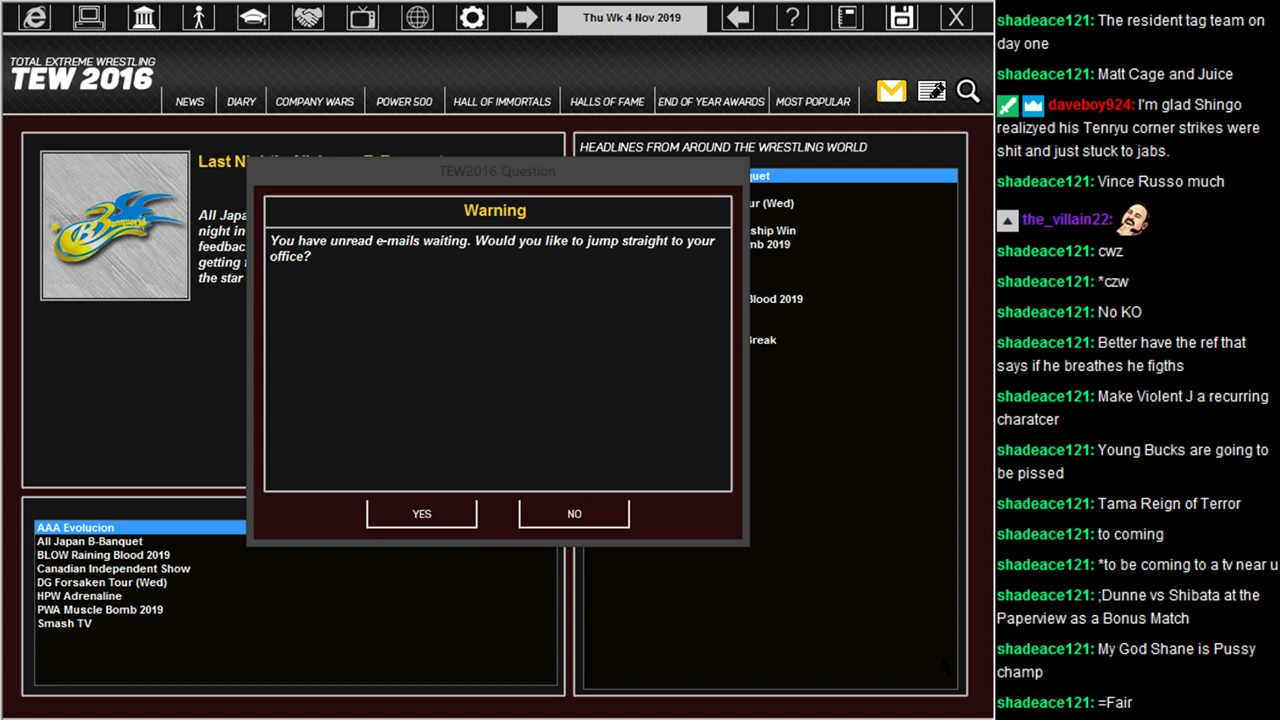 Thu Wk 4 Nov 2019
TOTAL EXTREME WRESTLING
TEW 2016
NEWS
DIARY
COMPANY WARS
POWER 500
HALL OF IMMORTALS
HALLS OF FAME
END OF YEAR AWARDS
MOST POPULAR
Last N
All Japa
night in
feedbac
getting
the star
B-Banquet
HEADLINES FROM AROUND THE WRESTLING WORLD
quet
ur (Wed)
ship Win
mb 2019
Blood 2019
Break
TEW2016 Question
Warning
You have unread e-mails waiting. Would you like to jump straight to your
office?
YES
NO
AAA Evolucion
All Japan B-Banquet
BLOW Raining Blood 2019
Canadian Independent Show
DG Forsaken Tour (Wed)
HPW Adrenaline
PWA Muscle Bomb 2019
Smash TV
shadeace121: The resident tag team on
day one
shadeace121: Matt Cage and Juice
daveboy924: I'm glad Shingo
realizyed his Tenryu corner strikes were
shit and just stuck to jabs.
shadeace121: Vince Russo much
the_villain22:
shadeace121: cwz
shadeace121: *czw
shadeace121: No KO
shadeace121: Better have the ref that
says if he breathes he figths
shadeace121: Make Violent J a recurring
charatcer
shadeace121: Young Bucks are going to
be pissed
shadeace121: Tama Reign of Terror
shadeace121: to coming
shadeace121: *to be coming to a tv near u
shadeace121: ;Dunne vs Shibata at the
Paperview as a Bonus Match
shadeace121: My God Shane is Pussy
champ
shadeace121: =Fair